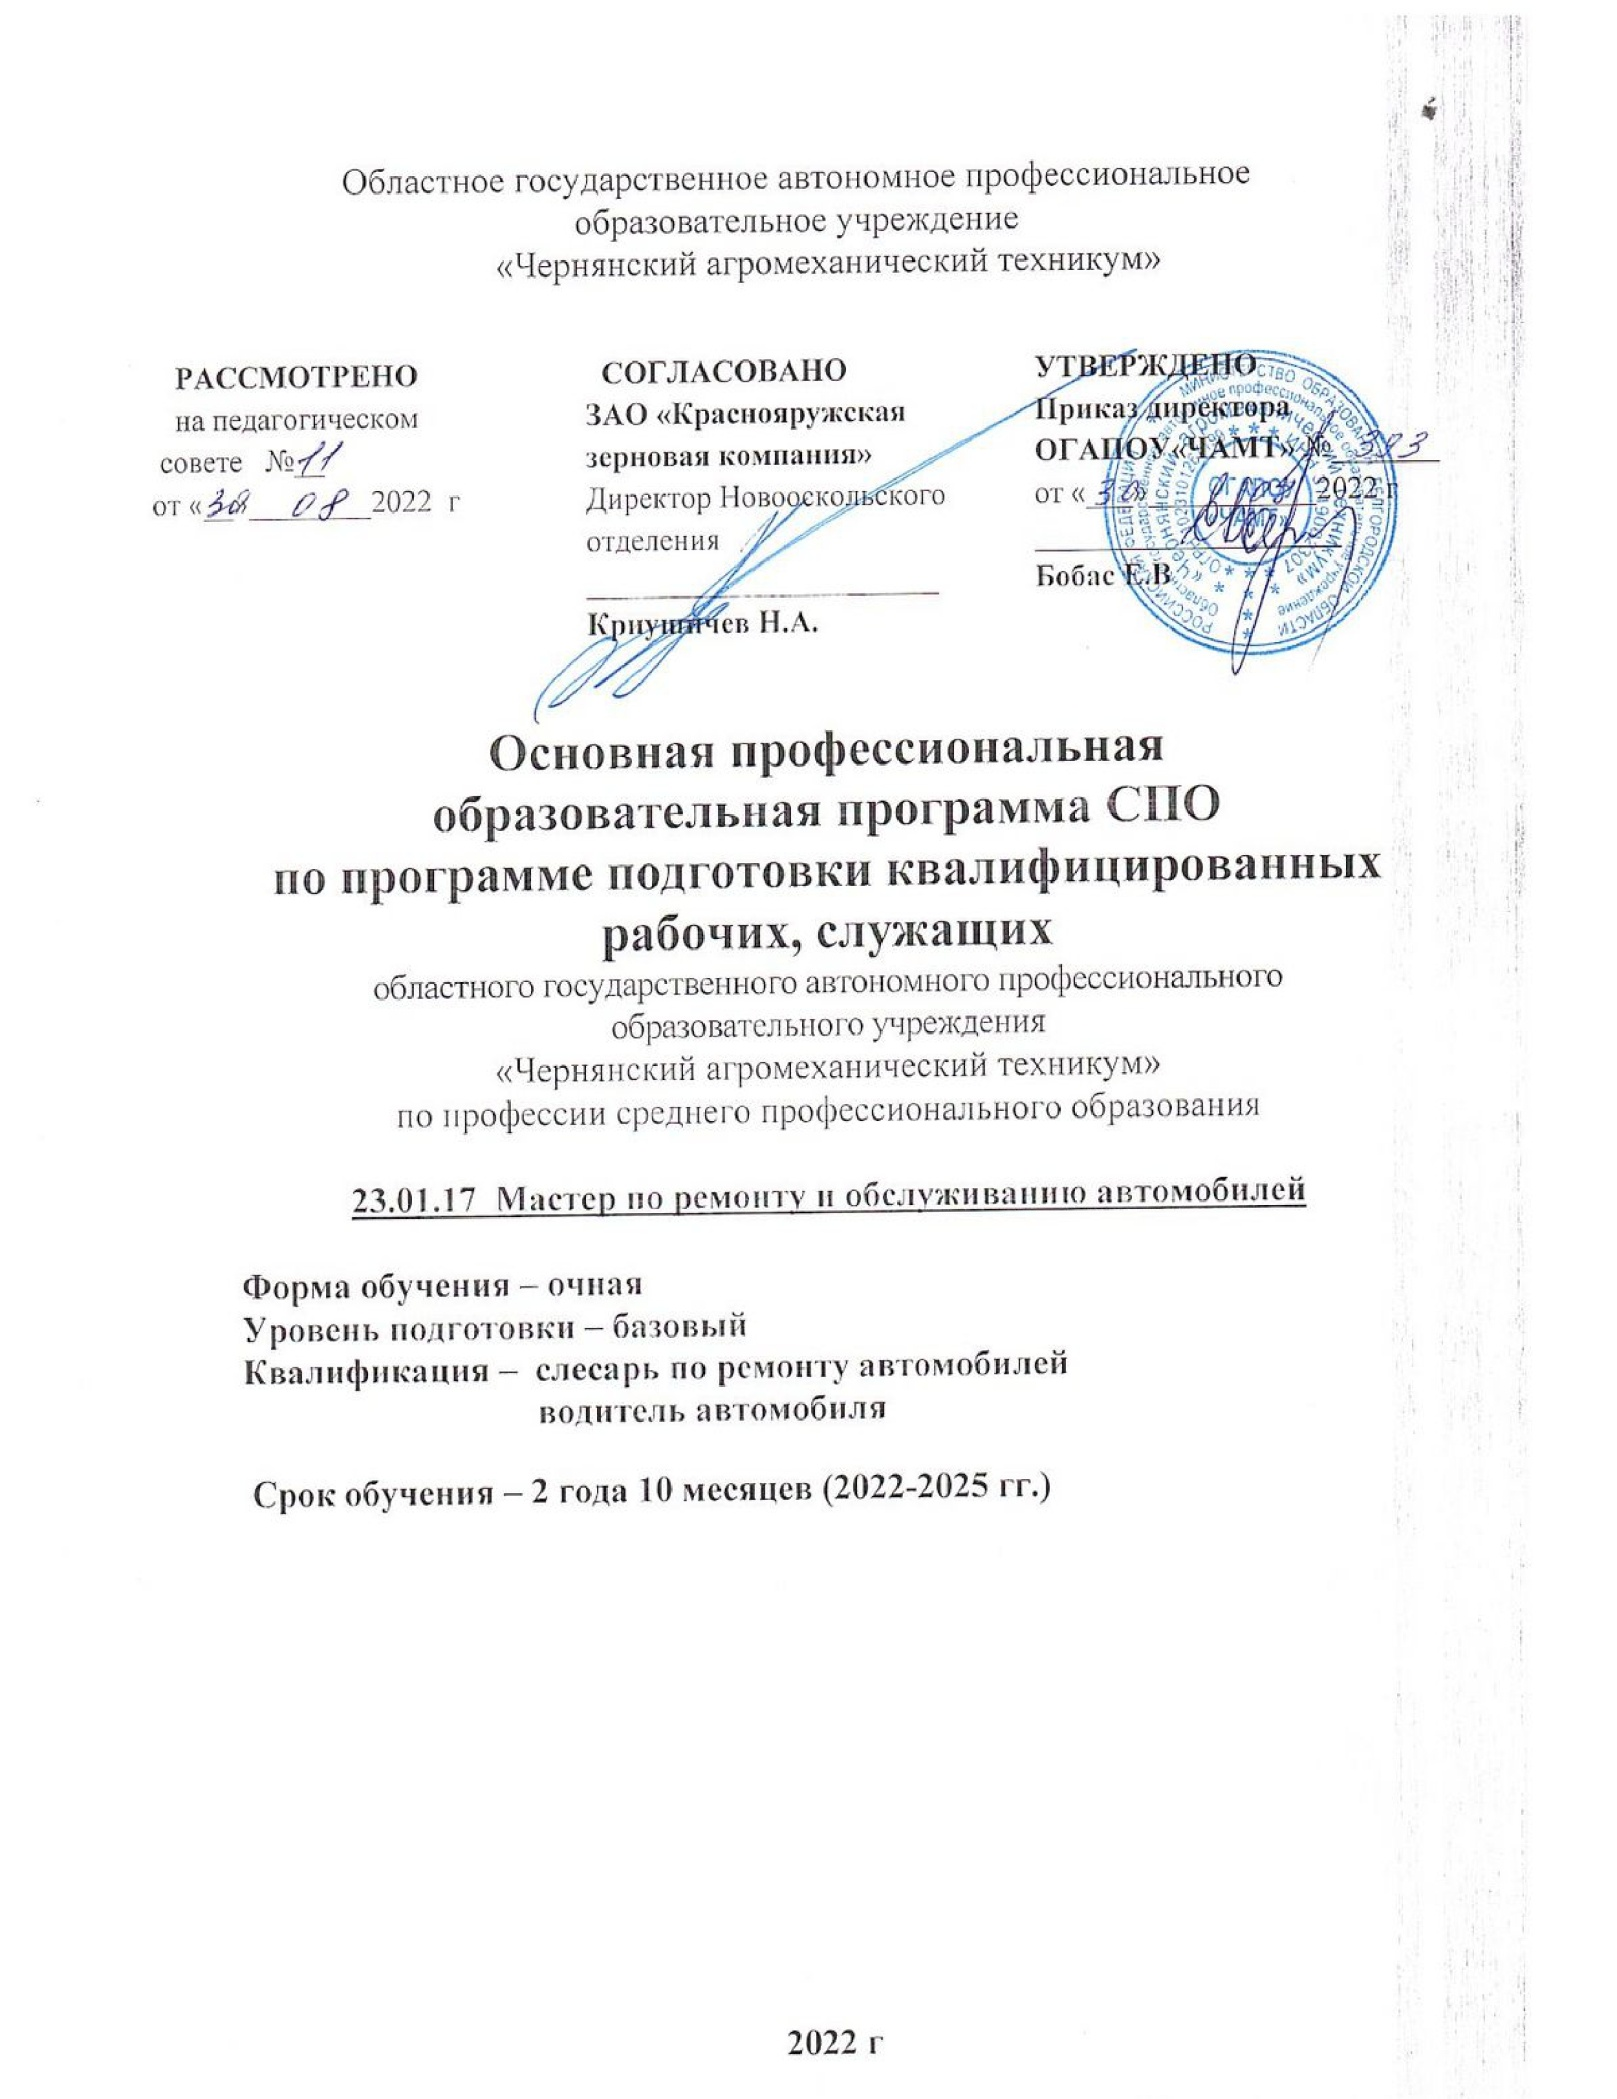 Областное государственное автономное профессиональное
образовательное учреждение
«Чернянский агромеханический техникум»
РАССМОТРЕНО
на педагогическом
совете №11
от «30» 08 2022 г
СОГЛАСОВАНО
ЗАО «Краснояружская
зерновая компания»
Директор Новооскольского
отделения
Криушичев Н.А.
УТВЕРЖДЕНО
Приказ директора
ОГАПОУ«ЧАМТ» №
от «30» 2022 г
Бобас Е.В
Основная профессиональная
образовательная программа СПО
по программе подготовки квалифицированных
рабочих, служащих
областного государственного автономного профессионального
образовательного учреждения
«Чернянский агромеханический техникум»
по профессии среднего профессионального образования
23.01.17 Мастер по ремонту и обслуживанию автомобилей
Форма обучения – очная
Уровень подготовки – базовый
Квалификация – слесарь по ремонту автомобилей
водитель автомобиля
Срок обучения – 2 года 10 месяцев (2022-2025 гг.)
2022 г